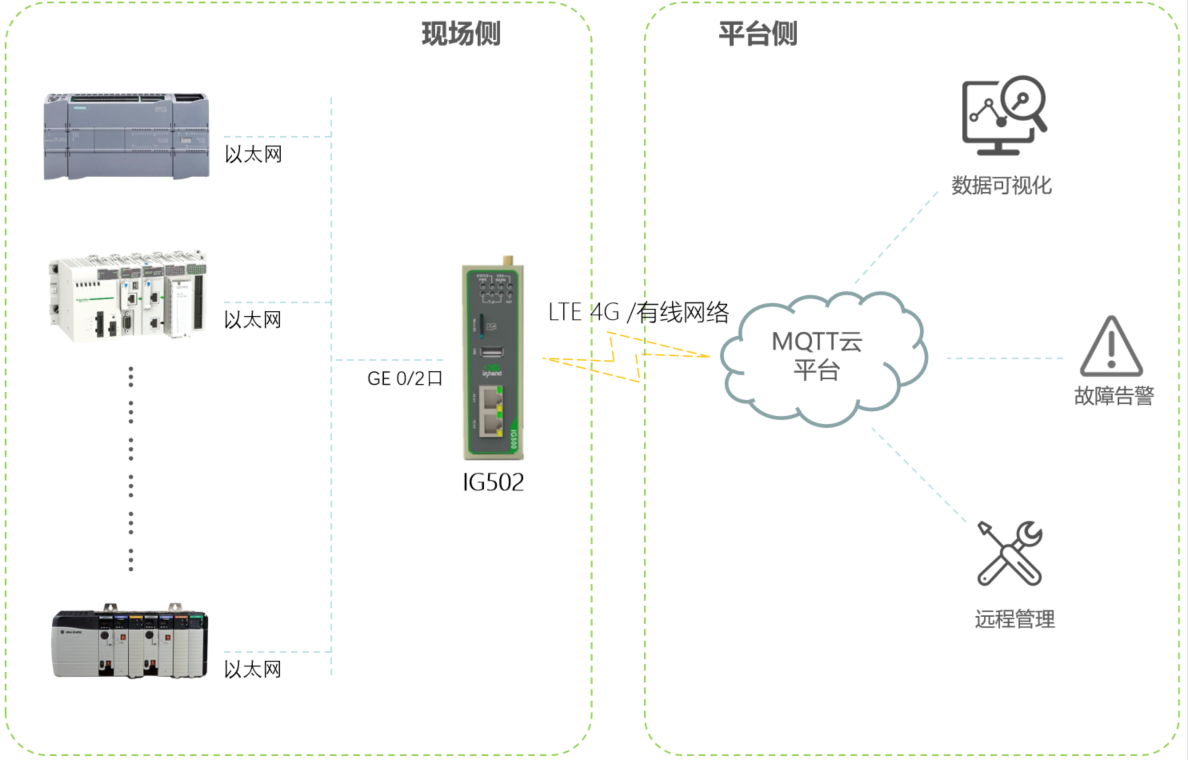 现场侧
平台侧
以太网
数据可视化
以太网
LTE 4G /有线网络
MQTT云
平台
GE 0/2口
故障告警
IG502
远程管理
以太网
IG500